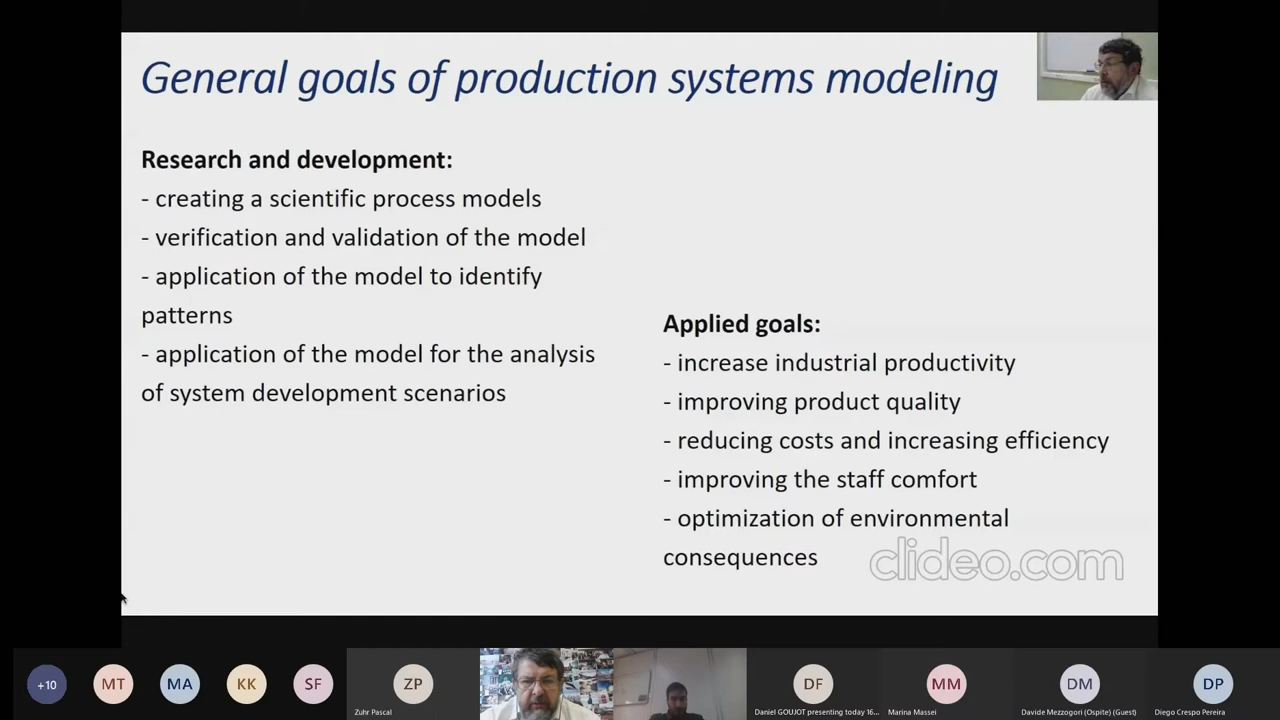 General goals of production systems modeling
Research and development:
- creating a scientific process models
- verification and validation of the model
- application of the model to identify
patterns
- application of the model for the analysis
of system development scenarios
Applied goals:
- increase industrial productivity
- improving product quality
- reducing costs and increasing efficiency
- improving the staff comfort
- optimization of environmental
consequences
clideo.com
+10
MT
MA
KK
SF
ZP
Zuhr Pascal
DF
Daniel GOUJOT presenting today 16...
MM
Marina Massei
DM
Davide Mezzogori (Ospite) (Guest)
DP
Diego Crespo Pereira